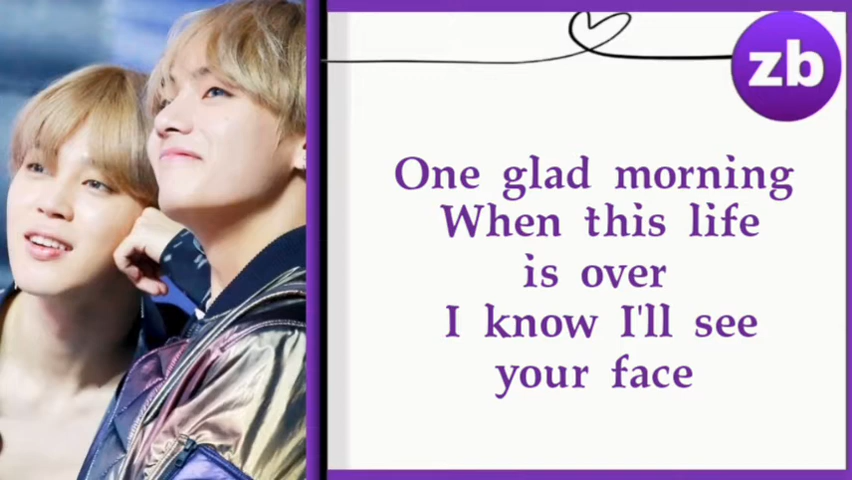 zb
One glad morning
When this life
is over
I know I'll see
your face